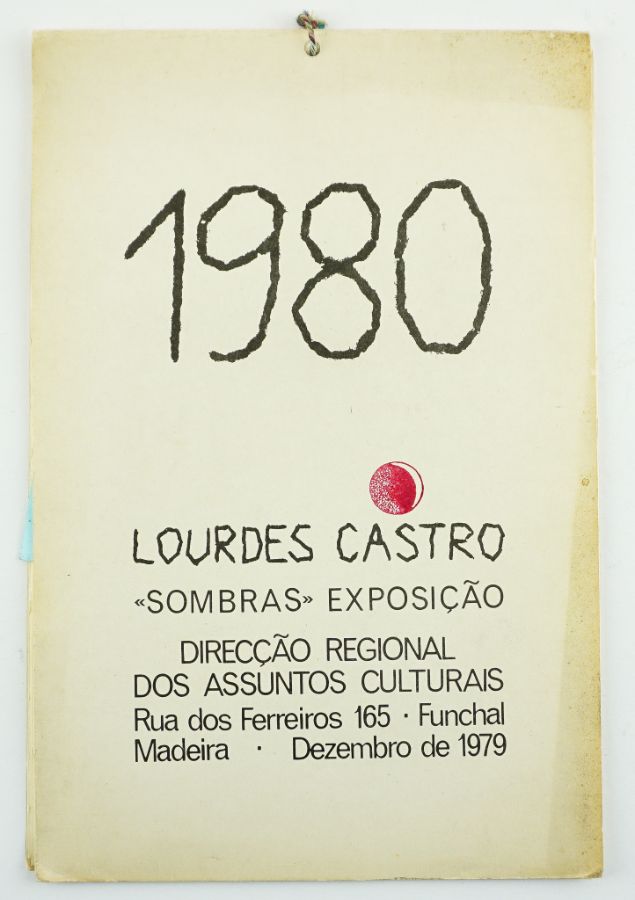 1980
LOURDES CASTRO
«SOMBRAS» EXPOSIÇÃO
DIRECÇÃO REGIONAL
DOS ASSUNTOS CULTURAIS
Rua dos Ferreiros 165 · Funchal
Madeira · Dezembro de 1979